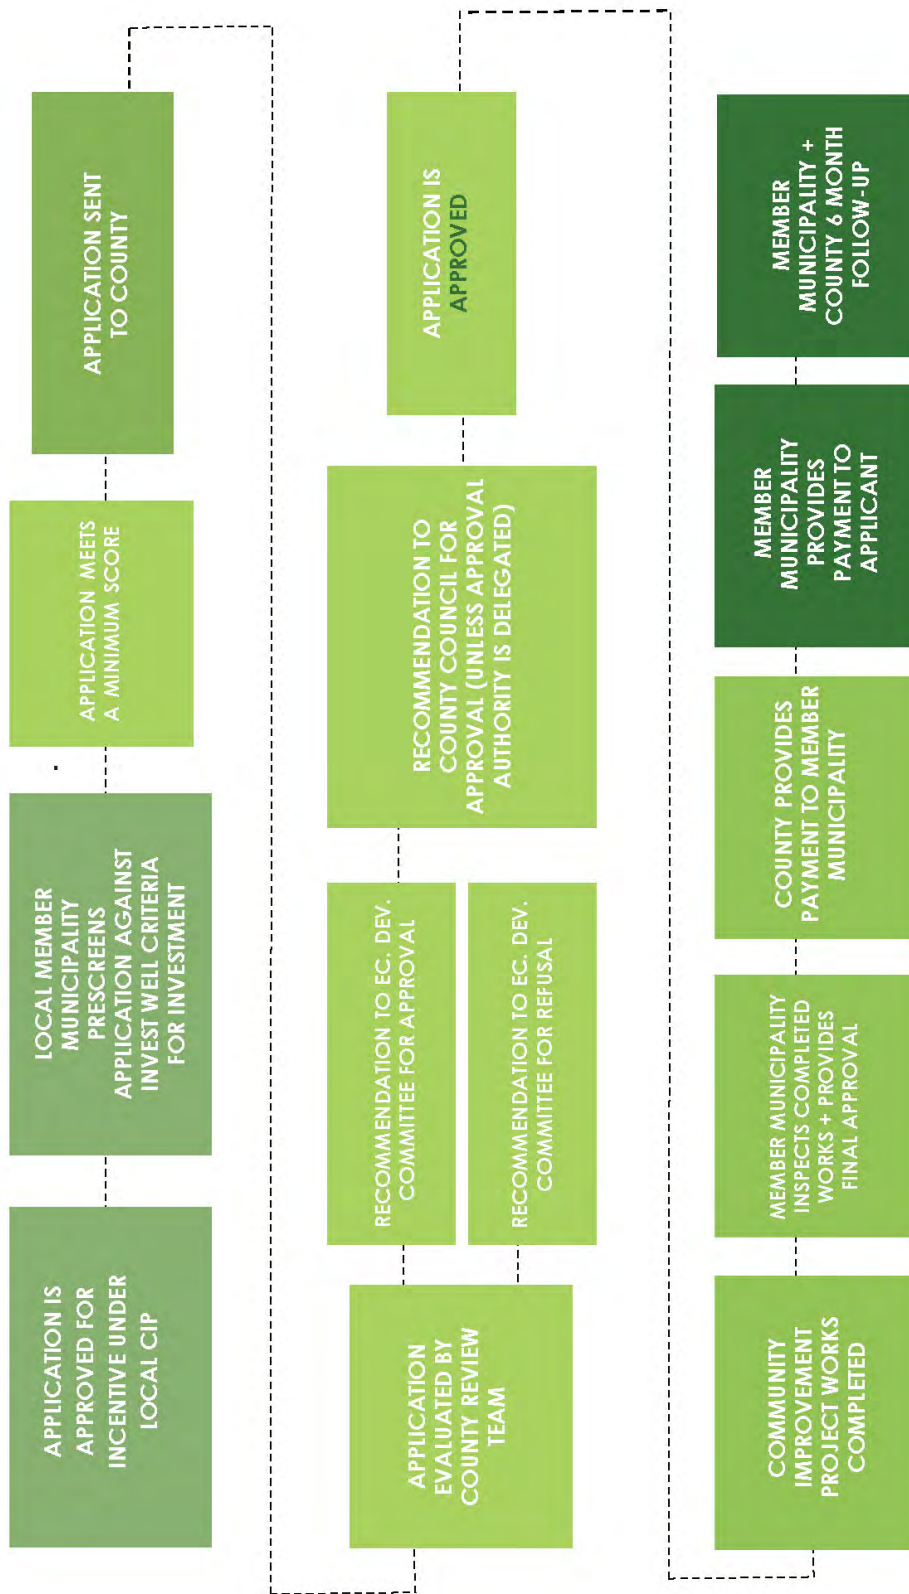 APPLICATION IS
APPROVED FOR
INCENTIVE UNDER
LOCAL CIP
LOCAL MEMBER
MUNICIPALITY
PRESCREENS
APPLICATION AGAINST
INVEST WELL CRITERIA
FOR INVESTMENT
APPLICATION MEETS
A MINIMUM SCORE
APPLICATION SENT
TO COUNTY
APPLICATION
EVALUATED BY
COUNTY REVIEW
TEAM
RECOMMENDATION TO EC. DEV.
COMMITTEE FOR APPROVAL
RECOMMENDATION TO EC. DEV.
COMMITTEE FOR REFUSAL
RECOMMENDATION TO
COUNTY COUNCIL FOR
APPROVAL (UNLESS APPROVAL
AUTHORITY IS DELEGATED)
APPLICATION IS
APPROVED
COMMUNITY
IMPROVEMENT
PROJECT WORKS
COMPLETED
MEMBER MUNICIPALITY
INSPECTS COMPLETED
WORKS + PROVIDES
FINAL APPROVAL
COUNTY PROVIDES
PAYMENT TO MEMBER
MUNICIPALITY
MEMBER
MUNICIPALITY
PROVIDES
PAYMENT TO
APPLICANT
MEMBER
MUNICIPALITY +
COUNTY 6 MONTH
FOLLOW-UP